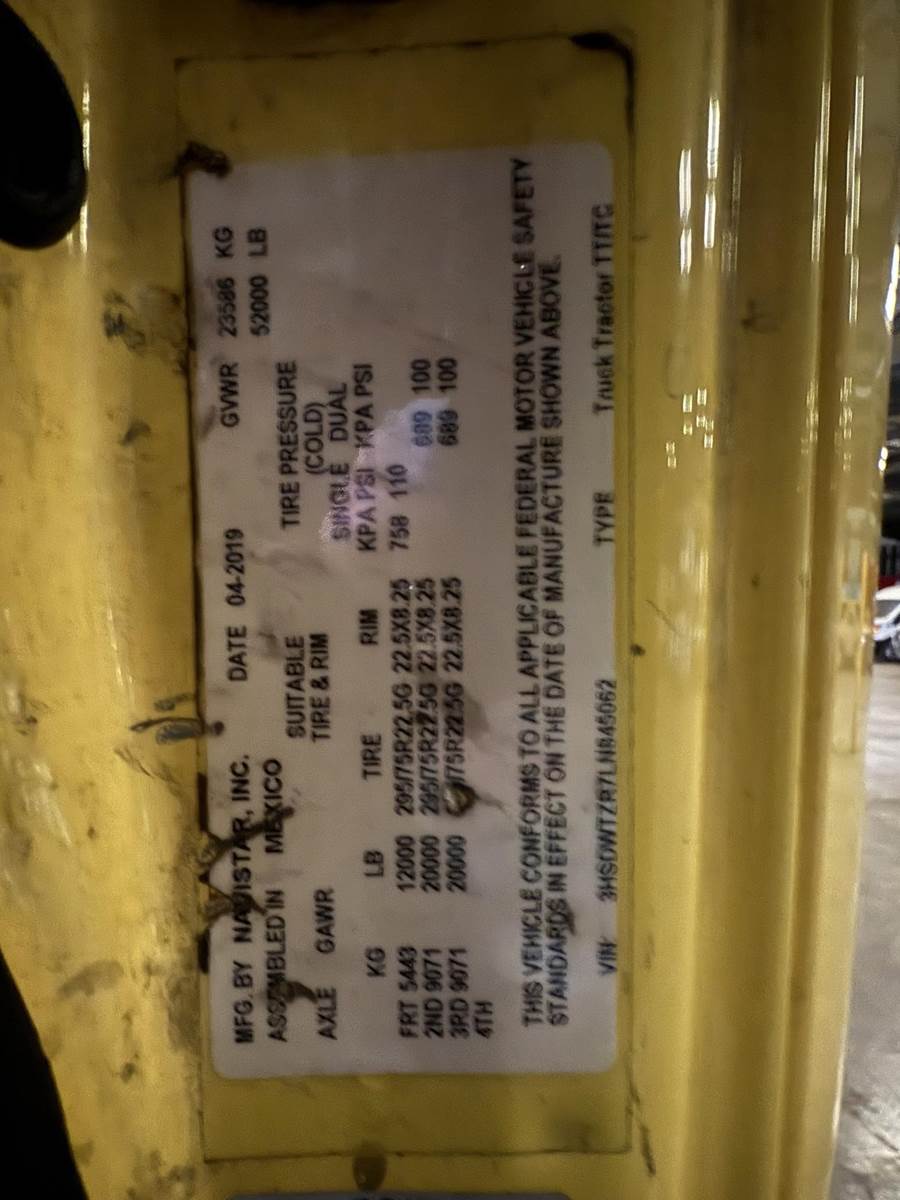 MFG. BY NAVISTAR, INC. DATE 04-2019 GVWR 23586 KG
ASSEMBLED IN MEXICO 52000 LB
SUITABLE TIRE PRESSURE
AXLE GAWR TIRE & RIM (COLD)
SINGLE DUAL
KG LB TIRE RIM KPA PSI KPA PSI
FRT 5443 12000 295/75R22.5G 22.5X8.25 758 110
2ND 9071 20000 295/75R22.5G 22.5X8.25 689 100
3RD 9071 20000 /75R22.5G 22.5X8.25 689 100
4TH
THIS VEHICLE CONFORMS TO ALL APPLICABLE FEDERAL MOTOR VEHICLE SAFETY
STANDARDS IN EFFECT ON THE DATE OF MANUFACTURE SHOWN ABOVE.
VIN: TYPE Truck Tractor TT/TC